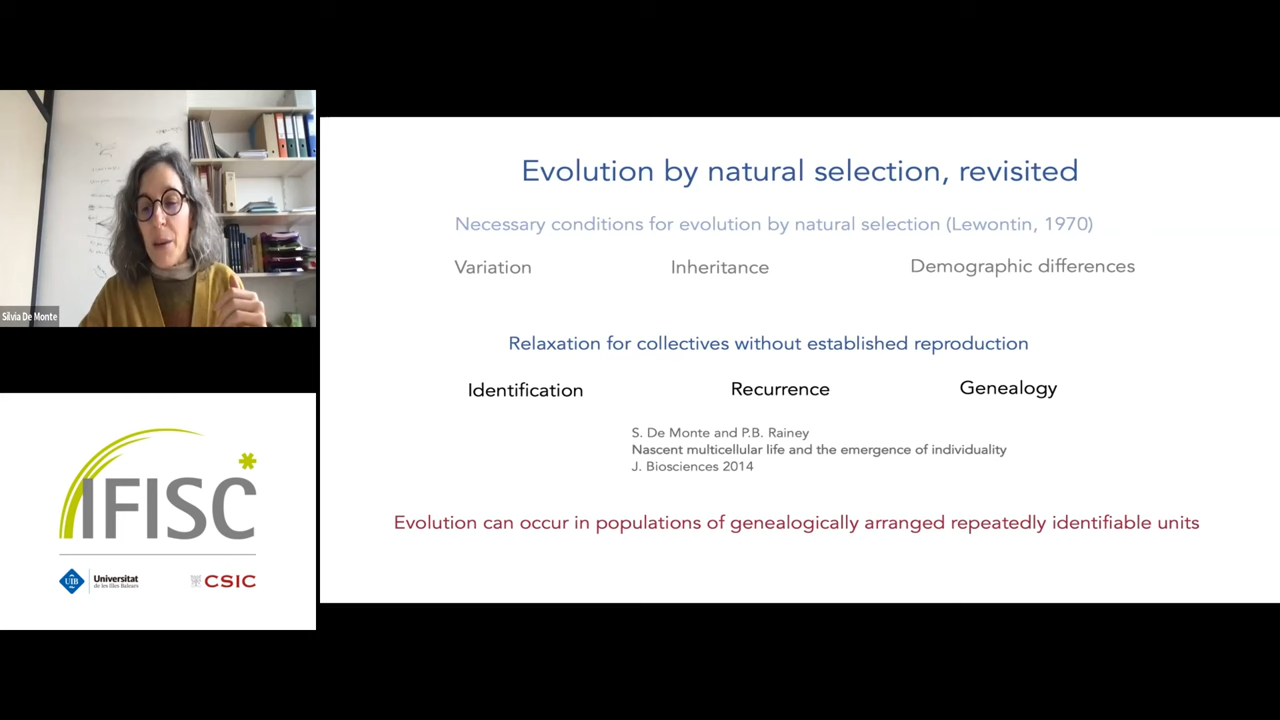 Silvia De Monte
IFISC
UIB
Universitat
de les Illes Balears
CSIC
Evolution by natural selection, revisited
Necessary conditions for evolution by natural selection (Lewontin, 1970)
Variation
Inheritance
Demographic differences
Relaxation for collectives without established reproduction
Identification
Recurrence
Genealogy
S. De Monte and P.B. Rainey
Nascent multicellular life and the emergence of individuality
J. Biosciences 2014
Evolution can occur in populations of genealogically arranged repeatedly identifiable units